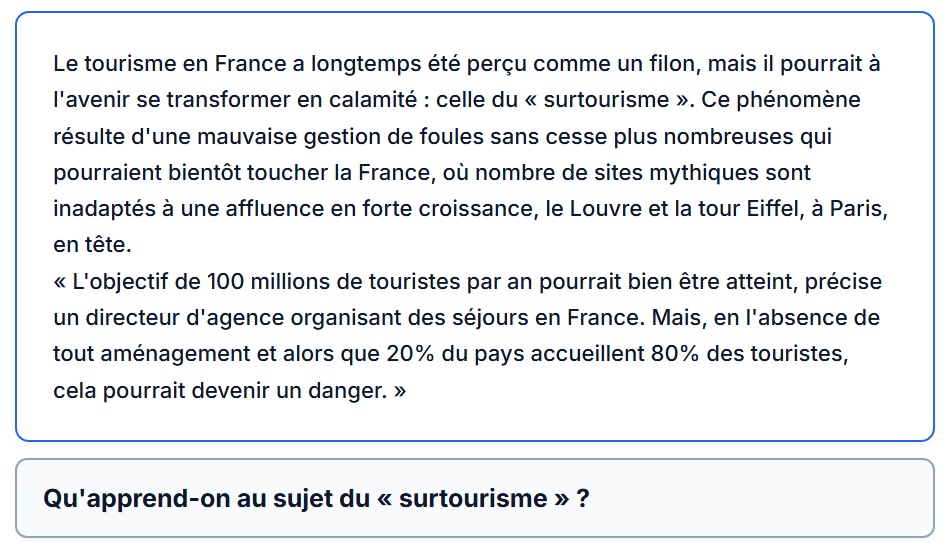 Le tourisme en France a longtemps été perçu comme un filon, mais il pourrait à
l'avenir se transformer en calamité : celle du « surtourisme ». Ce phénomène
résulte d'une mauvaise gestion de foules sans cesse plus nombreuses qui
pourraient bientôt toucher la France, où nombre de sites mythiques sont
inadaptés à une affluence en forte croissance, le Louvre et la tour Eiffel, à Paris,
en tête.
« L'objectif de 100 millions de touristes par an pourrait bien être atteint, précise
un directeur d'agence organisant des séjours en France. Mais, en l'absence de
tout aménagement et alors que 20% du pays accueillent 80% des touristes,
cela pourrait devenir un danger. »
Qu'apprend-on au sujet du « surtourisme » ?